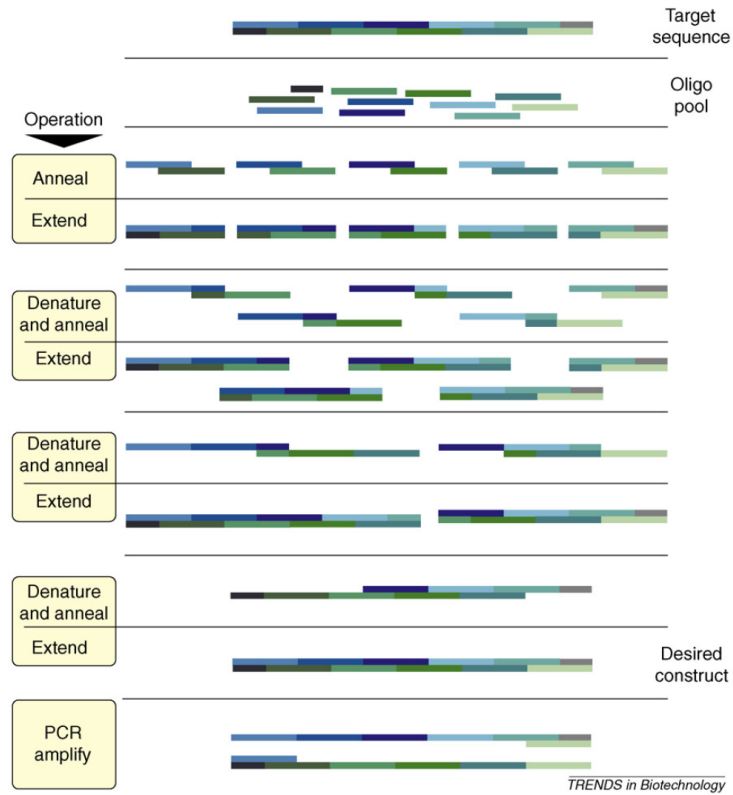 Target
sequence
Oligo
pool
Operation
Anneal
Extend
Denature
and anneal
Extend
Denature
and anneal
Extend
Denature
and anneal
Extend
Desired
construct
PCR
amplify
TRENDS in Biotechnology